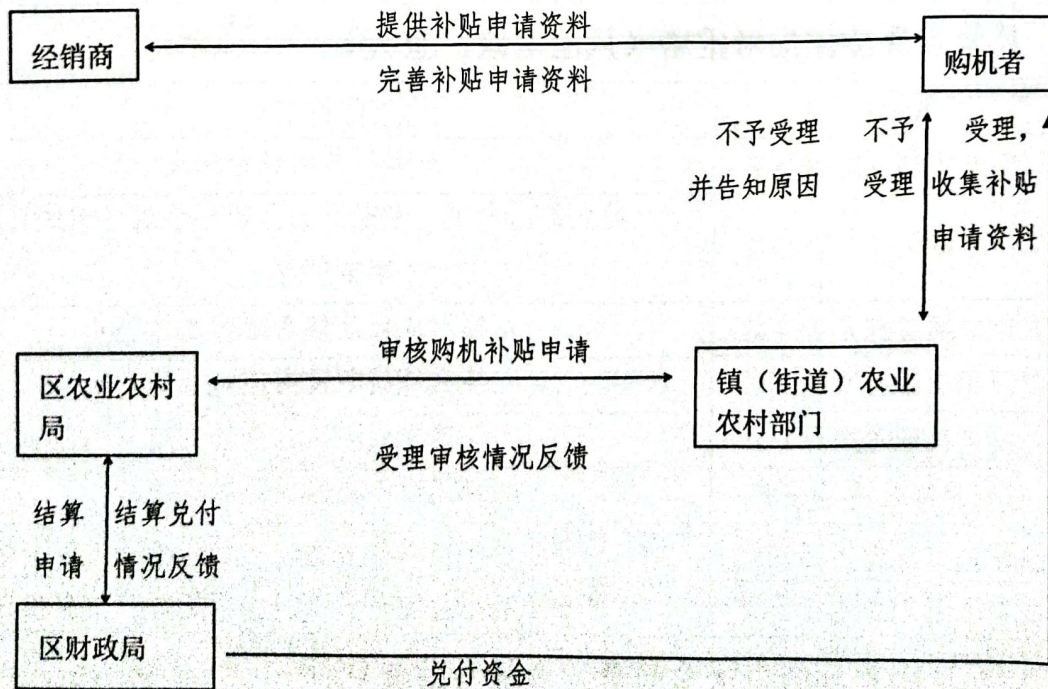 提供补贴申请资料
经销商
购机者
完善补贴申请资料
不予受理 不予 受理，
并告知原因 受理 收集补贴
申请资料
审核购机补贴申请
区农业农村
局
镇（街道）农业
农村部门
受理审核情况反馈
结算 结算兑付
申请 情况反馈
区财政局
兑付资金